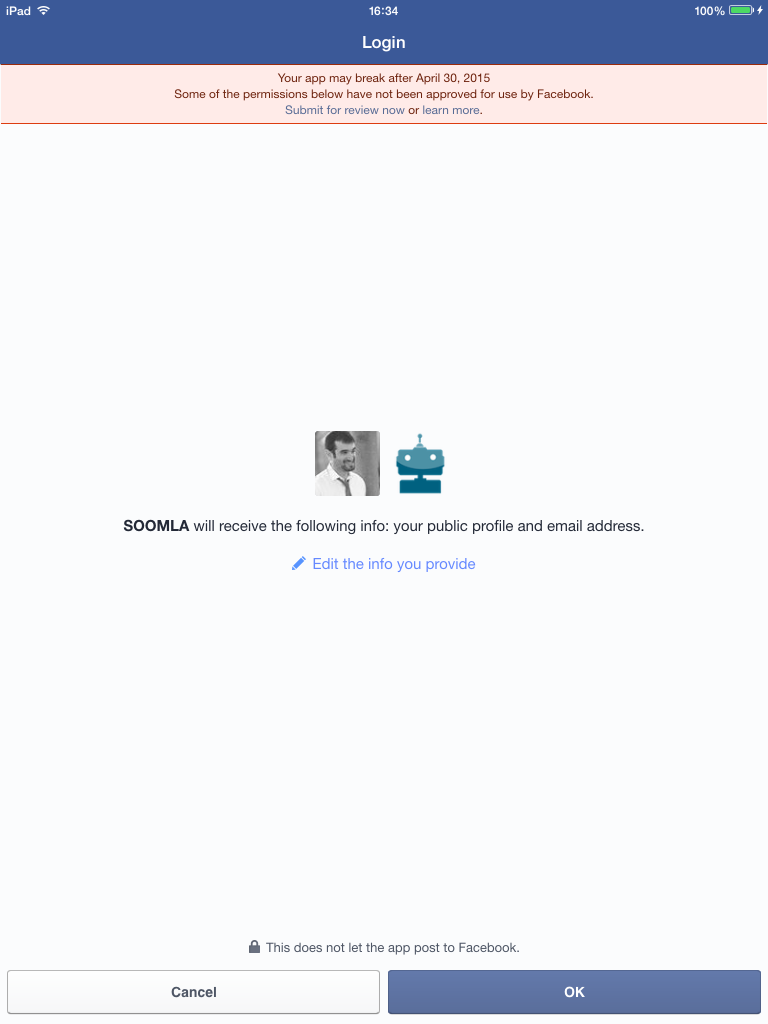 iPad 16:34 100%
Login
Your app may break after April 30, 2015
Some of the permissions below have not been approved for use by Facebook.
Submit for review now or learn more.
SOOMLA will receive the following info: your public profile and email address.
Edit the info you provide
This does not let the app post to Facebook.
Cancel OK